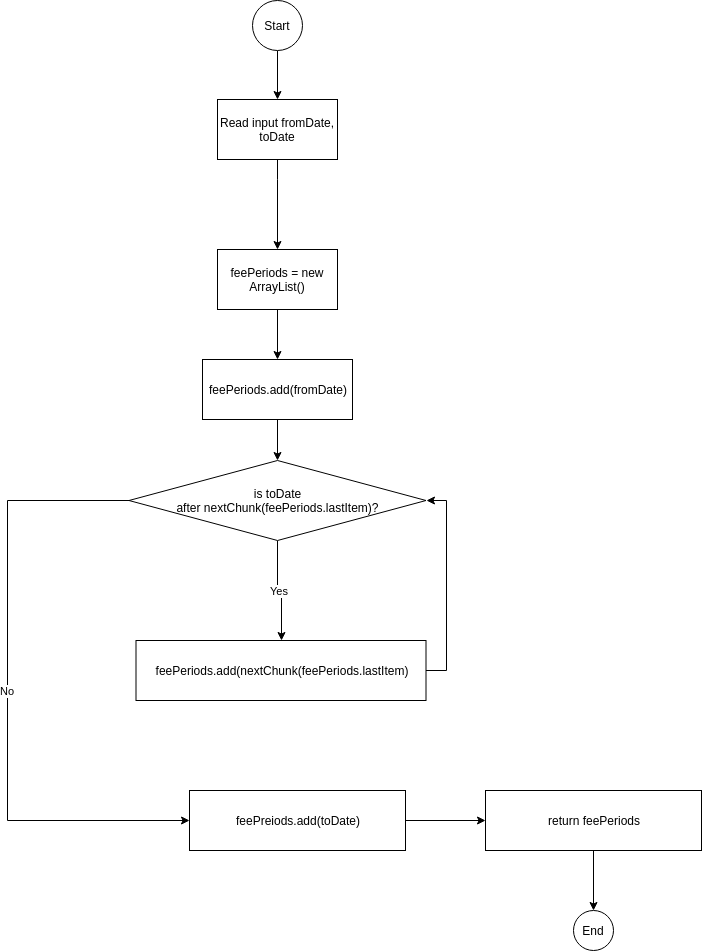 Start
Read input fromDate,
toDate
feePeriods = new
ArrayList()
feePeriods.add(fromDate)
is toDate
after nextChunk(feePeriods.lastItem)?
Yes
feePeriods.add(nextChunk(feePeriods.lastItem)
No
feePreiods.add(toDate)
return feePeriods
End